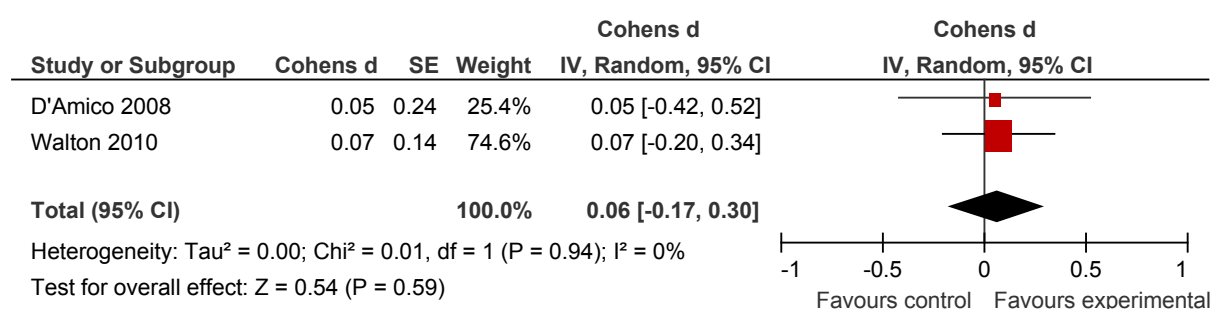 Cohens d Cohens d
Study or Subgroup Cohens d SE Weight IV, Random, 95% CI IV, Random, 95% CI
D'Amico 2008 0.05 0.24 25.4% 0.05 [-0.42, 0.52]
Walton 2010 0.07 0.14 74.6% 0.07 [-0.20, 0.34]
Total (95% CI) 100.0% 0.06 [-0.17, 0.30]
Heterogeneity: Tau² = 0.00; Chi² = 0.01, df = 1 (P = 0.94); I² = 0%
Test for overall effect: Z = 0.54 (P = 0.59)
-1 -0.5 0 0.5 1
Favours control Favours experimental